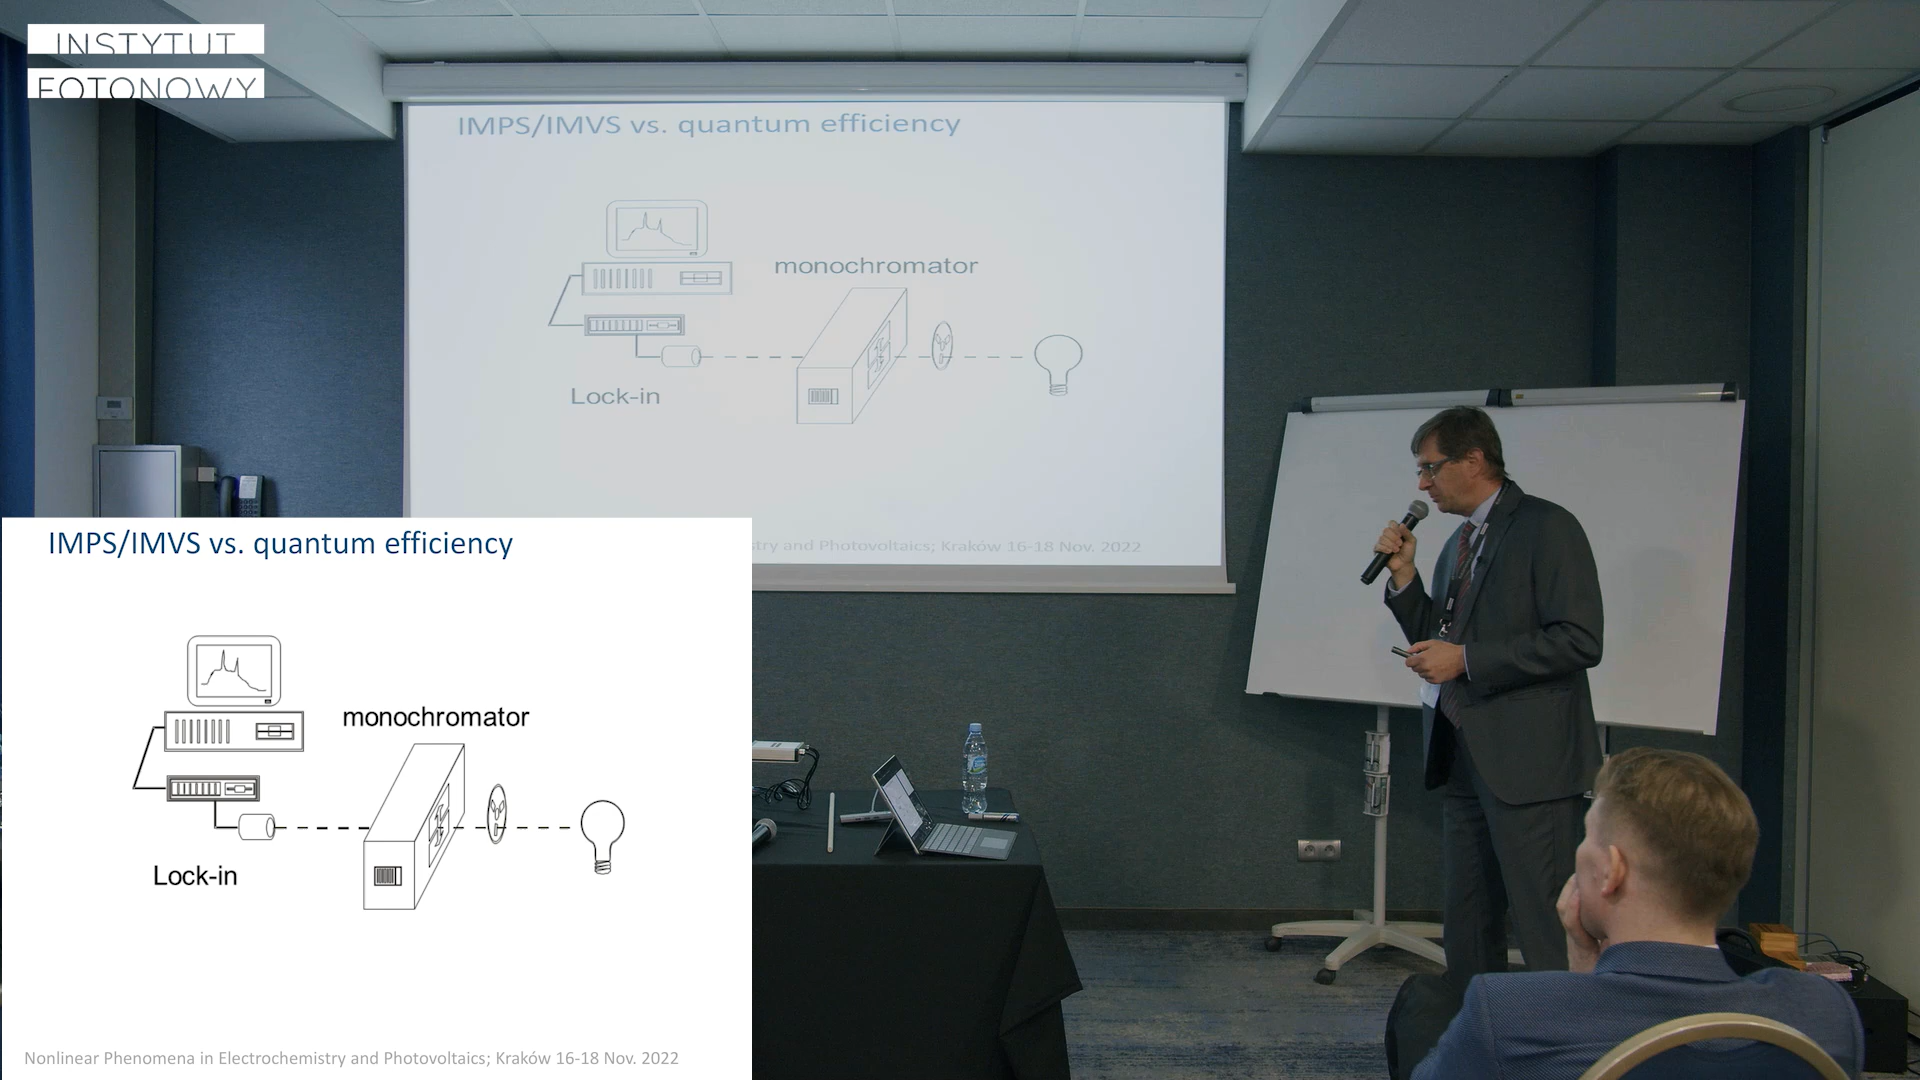 INSTYTUT
FOTONOWY
IMPS/IMVS vs. quantum efficiency
monochromator
Lock-in
try and Photovoltaics; Kraków 16-18 Nov. 2022
IMPS/IMVS vs. quantum efficiency
monochromator
Lock-in
Nonlinear Phenomena in Electrochemistry and Photovoltaics; Kraków 16-18 Nov. 2022